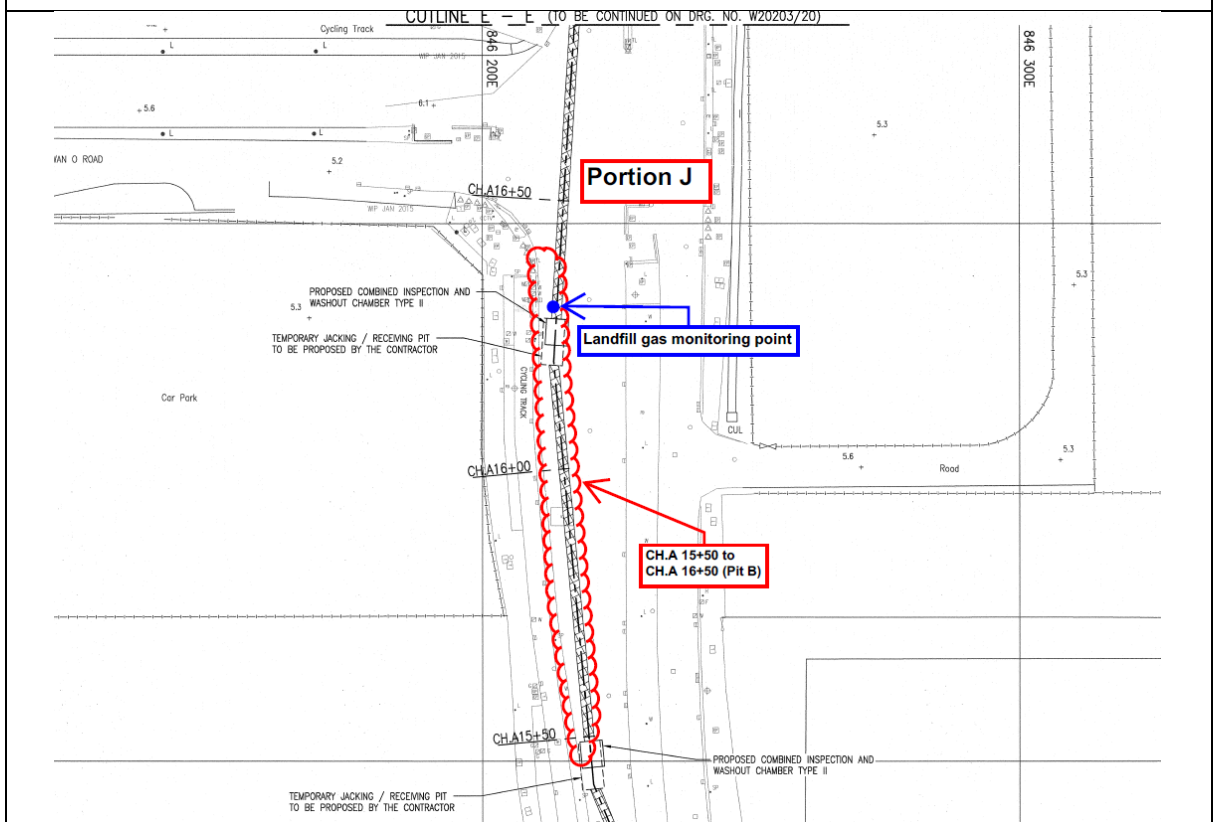 CUTLINE E - E (TO BE CONTINUED ON DRG. NO. W20203/20)
Cycling Track
L
L
WIP JAN 2015
846 200E
846 300E
5.6
6.1
5.3
L
L
WAN O ROAD
5.2
Portion J
CH.A16+50
WIP JAN 2015
5.3
PROPOSED COMBINED INSPECTION AND
WASHOUT CHAMBER TYPE II
5.3
Landfill gas monitoring point
TEMPORARY JACKING / RECEIVING PIT
TO BE PROPOSED BY THE CONTRACTOR
CYCLING TRACK
Car Park
CUL
5.6
Road
5.3
CH.A16+00
CH.A 15+50 to
CH.A 16+50 (Pit B)
CH.A15+50
PROPOSED COMBINED INSPECTION AND
WASHOUT CHAMBER TYPE II
TEMPORARY JACKING / RECEIVING PIT
TO BE PROPOSED BY THE CONTRACTOR